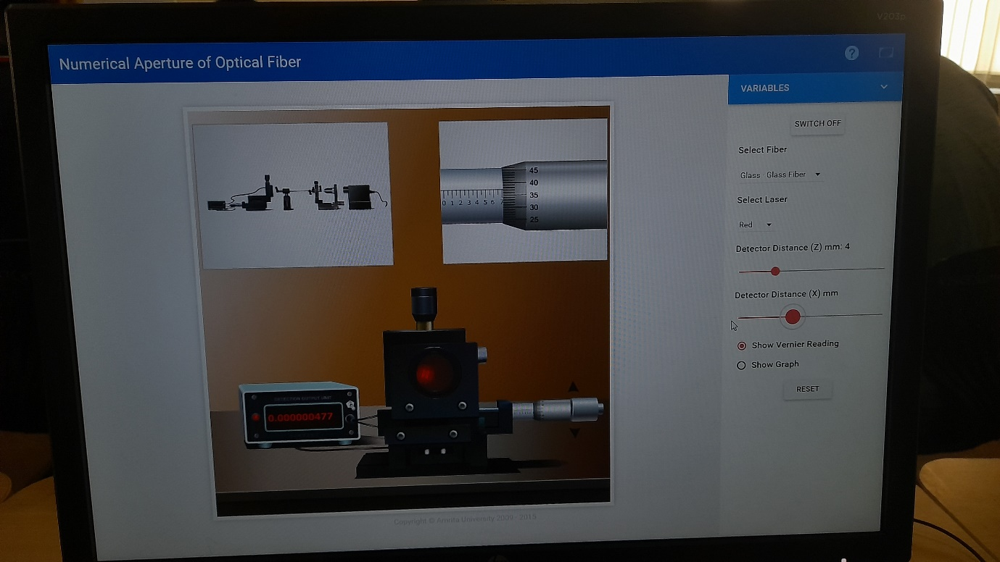 V203p
Numerical Aperture of Optical Fiber
?
VARIABLES
SWITCH OFF
Select Fiber
Glass Glass Fiber
Select Laser
Red
Detector Distance (Z) mm: 4
Detector Distance (X) mm
Show Vernier Reading
Show Graph
RESET
45
40
35
30
25
0 1 2 3 4 5 6 7
DETECTION OUTPUT UNIT
0.000000477
Copyright © Amrita University 2009 - 2015